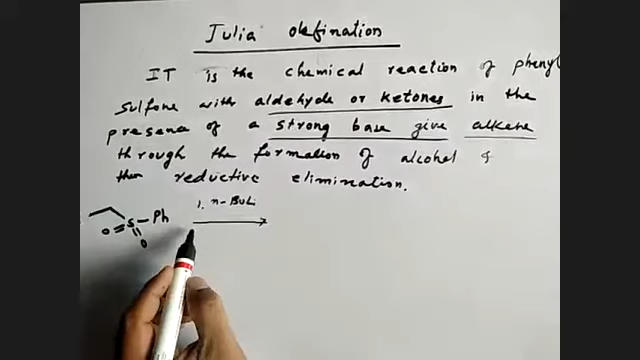 Julia olefination
IT is the chemical reaction of phenyl
sulfone with aldehyde or ketones in the
presence of a strong base give alkene
through the formation of alcohol &
then reductive elimination.
1. n-BuLi
S-Ph
O
O